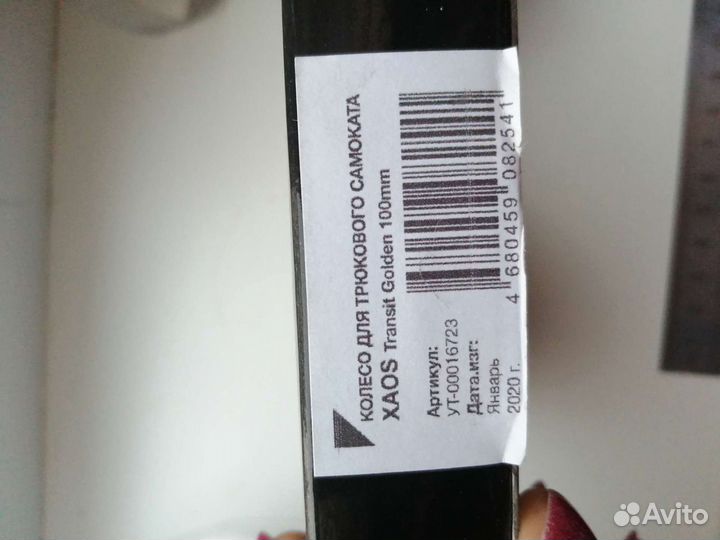 КОЛЕСО ДЛЯ ТРЮКОВОГО САМОКАТА
XAOS Transit Golden 100mm
Артикул:
УТ-00016723
Дата.изг:
Январь
2020 г.
4 680459 082541
Avito